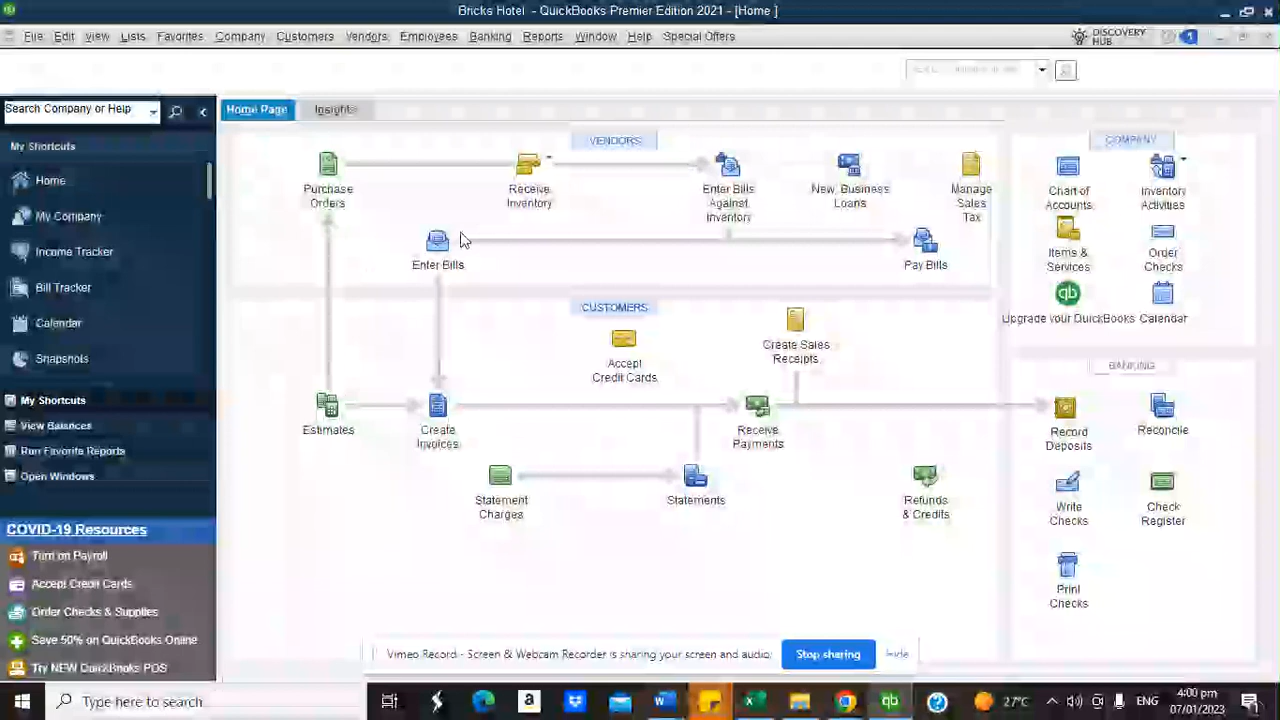 Bricks Hotel - QuickBooks Premier Edition 2021 - [Home ]
File Edit View Lists Favorites Company Customers Vendors Employees Banking Reports Window Help Special Offers
DISCOVERY
HUB
1
Search Company or Help
My Shortcuts
Home
My Company
Income Tracker
Bill Tracker
Calendar
Snapshots
My Shortcuts
View Balances
Run Favorite Reports
Open Windows
COVID-19 Resources
Turn on Payroll
Accept Credit Cards
Order Checks & Supplies
Save 50% on QuickBooks Online
Try NEW QuickBooks POS
Home Page Insights
VENDORS
Purchase
Orders
Receive
Inventory
Enter Bills
Against
Inventory
New Business
Loans
Manage
Sales
Tax
Enter Bills
Pay Bills
CUSTOMERS
Accept
Credit Cards
Create Sales
Receipts
Estimates
Create
Invoices
Receive
Payments
Statement
Charges
Statements
Refunds
& Credits
COMPANY
Chart of
Accounts
Inventory
Activities
Items &
Services
Order
Checks
qb
Upgrade your QuickBooks
Calendar
BANKING
Record
Deposits
Reconcile
Write
Checks
Check
Register
Print
Checks
Vimeo Record - Screen & Webcam Recorder is sharing your screen and audio.
Stop sharing
Hide
Type here to search
27°C
ENG
4:00 pm
07/01/2023